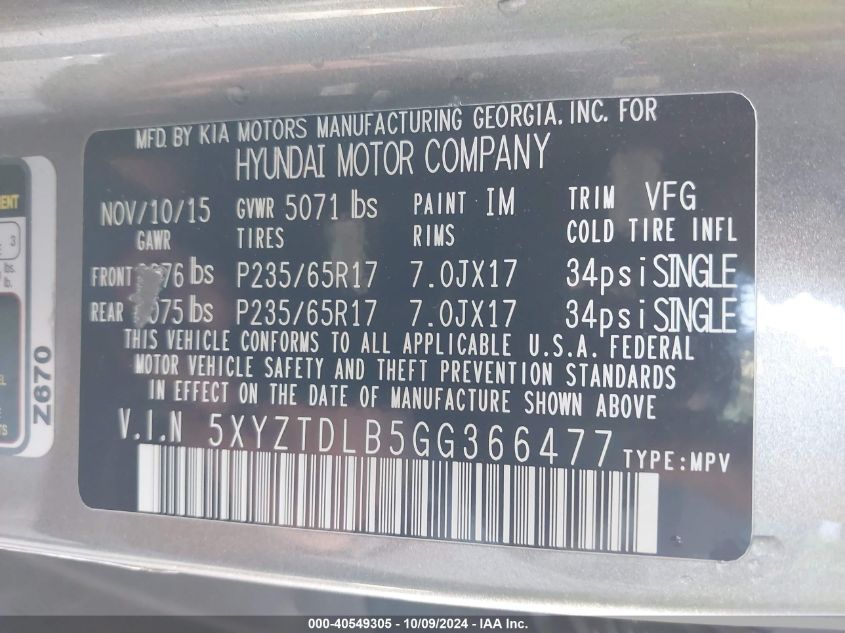 MFD. BY KIA MOTORS MANUFACTURING GEORGIA. INC. FOR
HYUNDAI MOTOR COMPANY
NOV/10/15 GVWR 5071 lbs PAINT IM TRIM VFG
GAWR TIRES RIMS COLD TIRE INFL
FRONT lbs P235/65R17 7.0JX17 34psi SINGLE
REAR lbs P235/65R17 7.0JX17 34psi SINGLE
THIS VEHICLE CONFORMS TO ALL APPLICABLE U.S.A. FEDERAL
MOTOR VEHICLE SAFETY AND THEFT PREVENTION STANDARDS
IN EFFECT ON THE DATE OF MANUFACTURE SHOWN ABOVE
V.I.N 5XYZTDLB5GG366477 TYPE:MPV
3
lbs.
lb.
Z670
000-40549305 - 10/09/2024 - IAA Inc.